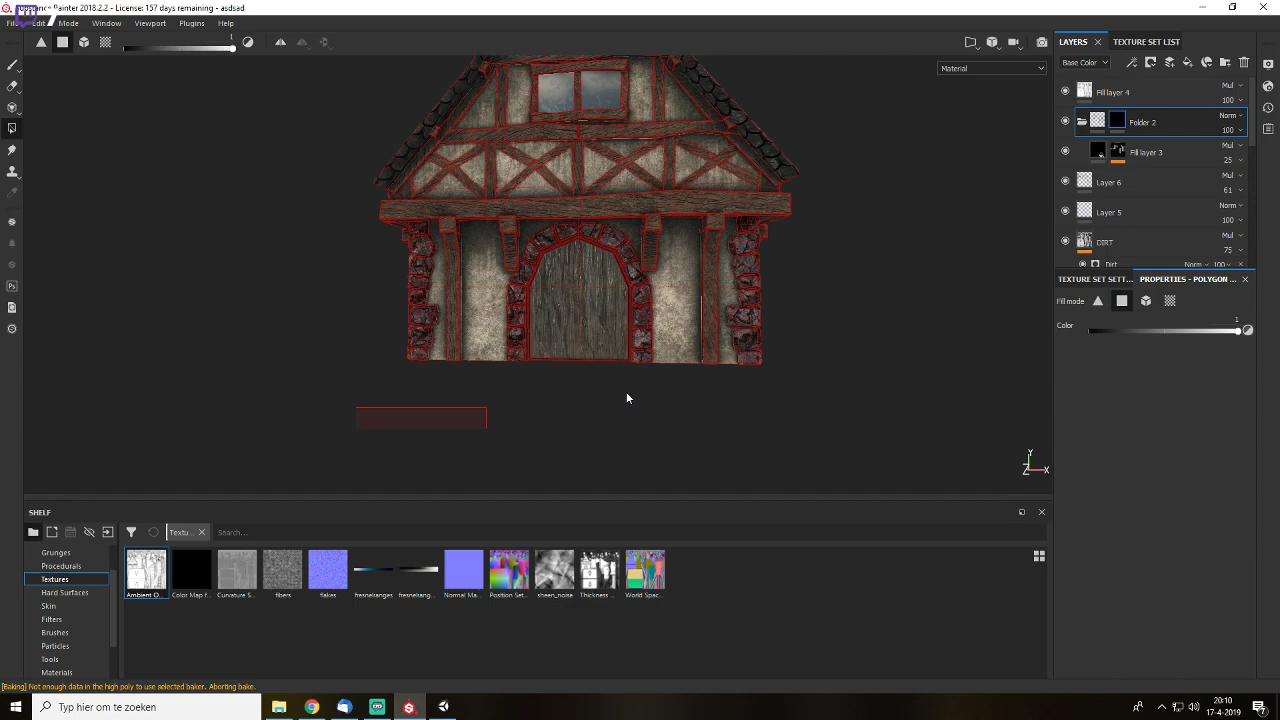 Substance Painter 2018.2.2 - License: 157 days remaining - asdsad
Edit Mode Window Viewport Plugins Help
1
Material
LAYERS TEXTURE SET LIST
Base Color
Fill layer 4 Mul 100
Folder 2 Norm 100
Fill layer 3 Mul 25
Layer 6 Mul 61
Layer 5 Norm 100
DIRT Mul 75
Dirt Norm 100
TEXTURE SET SETT... PROPERTIES - POLYGON ...
Fill mode
1
Color
Y
Z X
SHELF
Textu... Search...
Grunges
Procedurals
Textures
Hard Surfaces
Skin
Filters
Brushes
Particles
Tools
Materials
Ambient O... Color Map f... Curvature S... fibers flakes fresnelranges fresnelrang... Normal Ma... Position Set... sheen_noise Thickness ... World Spac...
[Baking] Not enough data in the high poly to use selected baker. Aborting bake.
Typ hier om te zoeken
20:10
17-4-2019